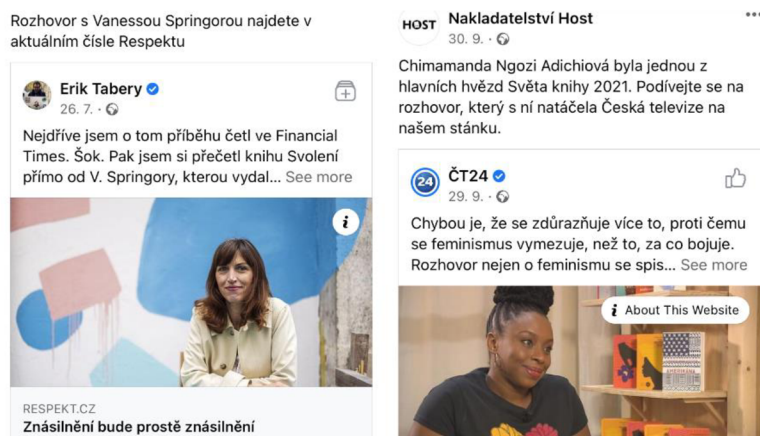 Rozhovor s Vanessou Springorou najdete v
aktuálním čísle Respektu
Erik Tabery
26. 7. ·
Nejdříve jsem o tom příběhu četl ve Financial
Times. Šok. Pak jsem si přečetl knihu Svolení
přímo od V. Springory, kterou vydal... See more
RESPEKT.CZ
Znásilnění bude prostě znásilnění
HOST
Nakladatelství Host
30. 9. ·
Chimamanda Ngozi Adichiová byla jednou z
hlavních hvězd Světa knihy 2021. Podívejte se na
rozhovor, který s ní natáčela Česká televize na
našem stánku.
24
ČT24
29. 9. ·
Chybou je, že se zdůrazňuje více to, proti čemu
se feminismus vymezuje, než to, za co bojuje.
Rozhovor nejen o feminismu se spis... See more
i About This Website
AMERIKÁNA